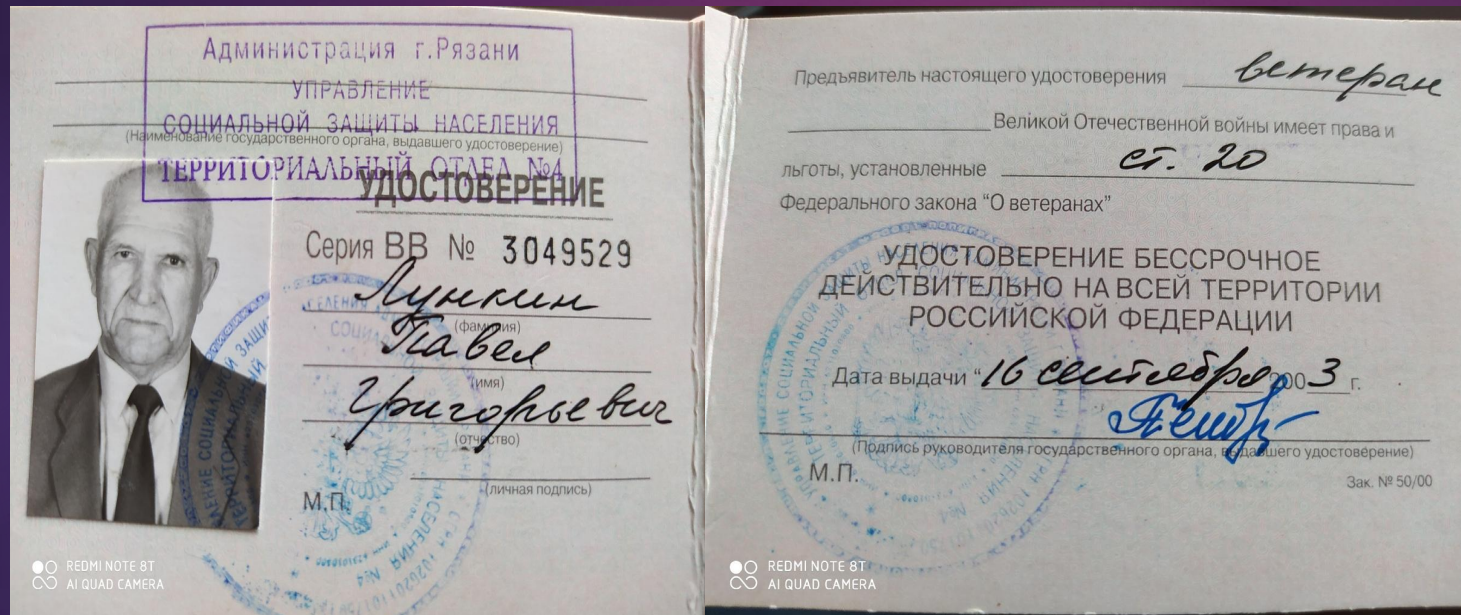 Администрация г.Рязани
УПРАВЛЕНИЕ
СОЦИАЛЬНОЙ ЗАЩИТЫ НАСЕЛЕНИЯ
(Наименование государственного органа, выдавшего удостоверение)
ТЕРРИТОРИАЛЬНЫЙ ОТДЕЛ №4
УДОСТОВЕРЕНИЕ
Серия ВВ № 3049529
Лункин
(фамилия)
Павел
(имя)
Григорьевич
(отчество)
(личная подпись)
М.П.
REDMI NOTE 8T
AI QUAD CAMERA
Предъявитель настоящего удостоверения ветеран
Великой Отечественной войны имеет права и
льготы, установленные ст. 20
Федерального закона "О ветеранах"
УДОСТОВЕРЕНИЕ БЕССРОЧНОЕ
ДЕЙСТВИТЕЛЬНО НА ВСЕЙ ТЕРРИТОРИИ
РОССИЙСКОЙ ФЕДЕРАЦИИ
Дата выдачи "16 сентября 2003 г.
(Подпись руководителя государственного органа, выдавшего удостоверение)
М.П.
Зак. № 50/00
REDMI NOTE 8T
AI QUAD CAMERA